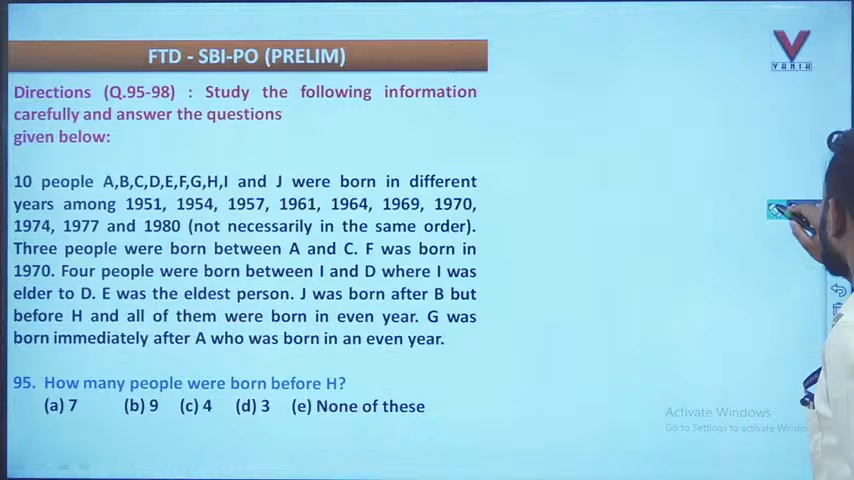 FTD - SBI-PO (PRELIM)
VANIK
Directions (Q.95-98) : Study the following information
carefully and answer the questions
given below:
10 people A,B,C,D,E,F,G,H,I and J were born in different
years among 1951, 1954, 1957, 1961, 1964, 1969, 1970,
1974, 1977 and 1980 (not necessarily in the same order).
Three people were born between A and C. F was born in
1970. Four people were born between I and D where I was
elder to D. E was the eldest person. J was born after B but
before H and all of them were born in even year. G was
born immediately after A who was born in an even year.
95. How many people were born before H?
(a) 7 (b) 9 (c) 4 (d) 3 (e) None of these
Activate Windows
Go to Settings to activate Windo